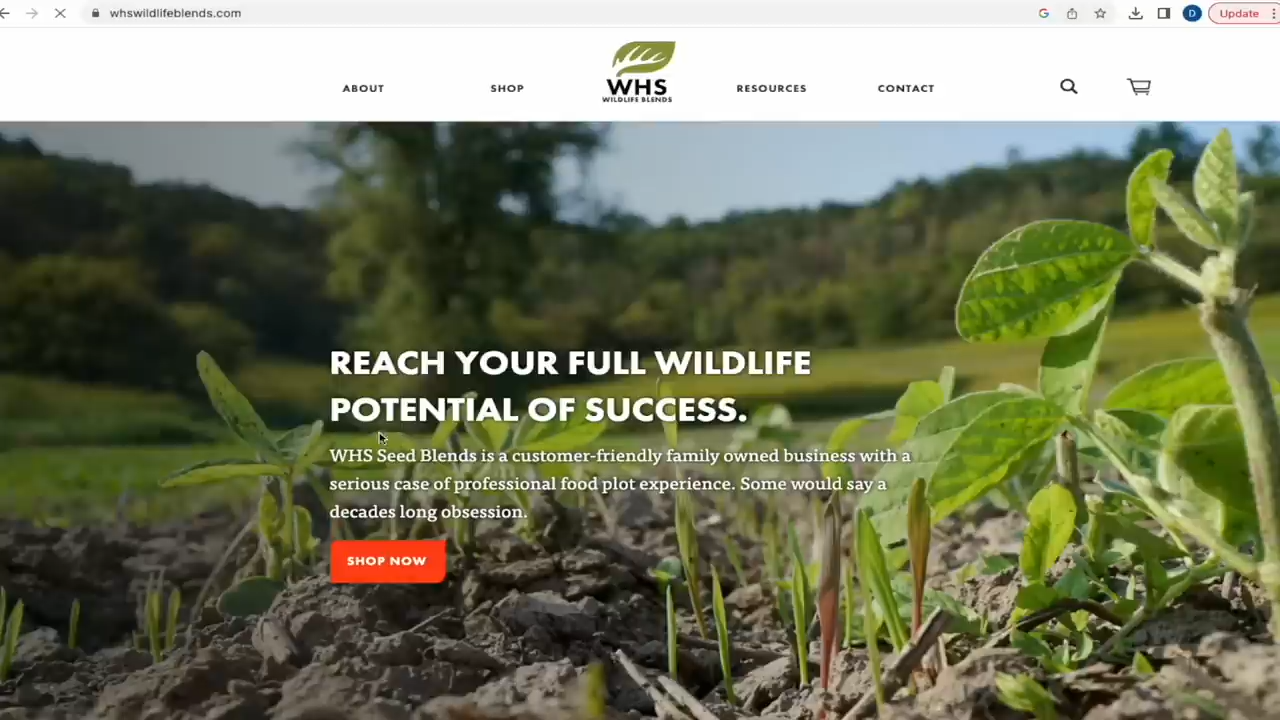 whswildlifeblends.com
D
Update
ABOUT
SHOP
WHS
WILDLIFE BLENDS
RESOURCES
CONTACT
REACH YOUR FULL WILDLIFE
POTENTIAL OF SUCCESS.
WHS Seed Blends is a customer-friendly family owned business with a
serious case of professional food plot experience. Some would say a
decades long obsession.
SHOP NOW